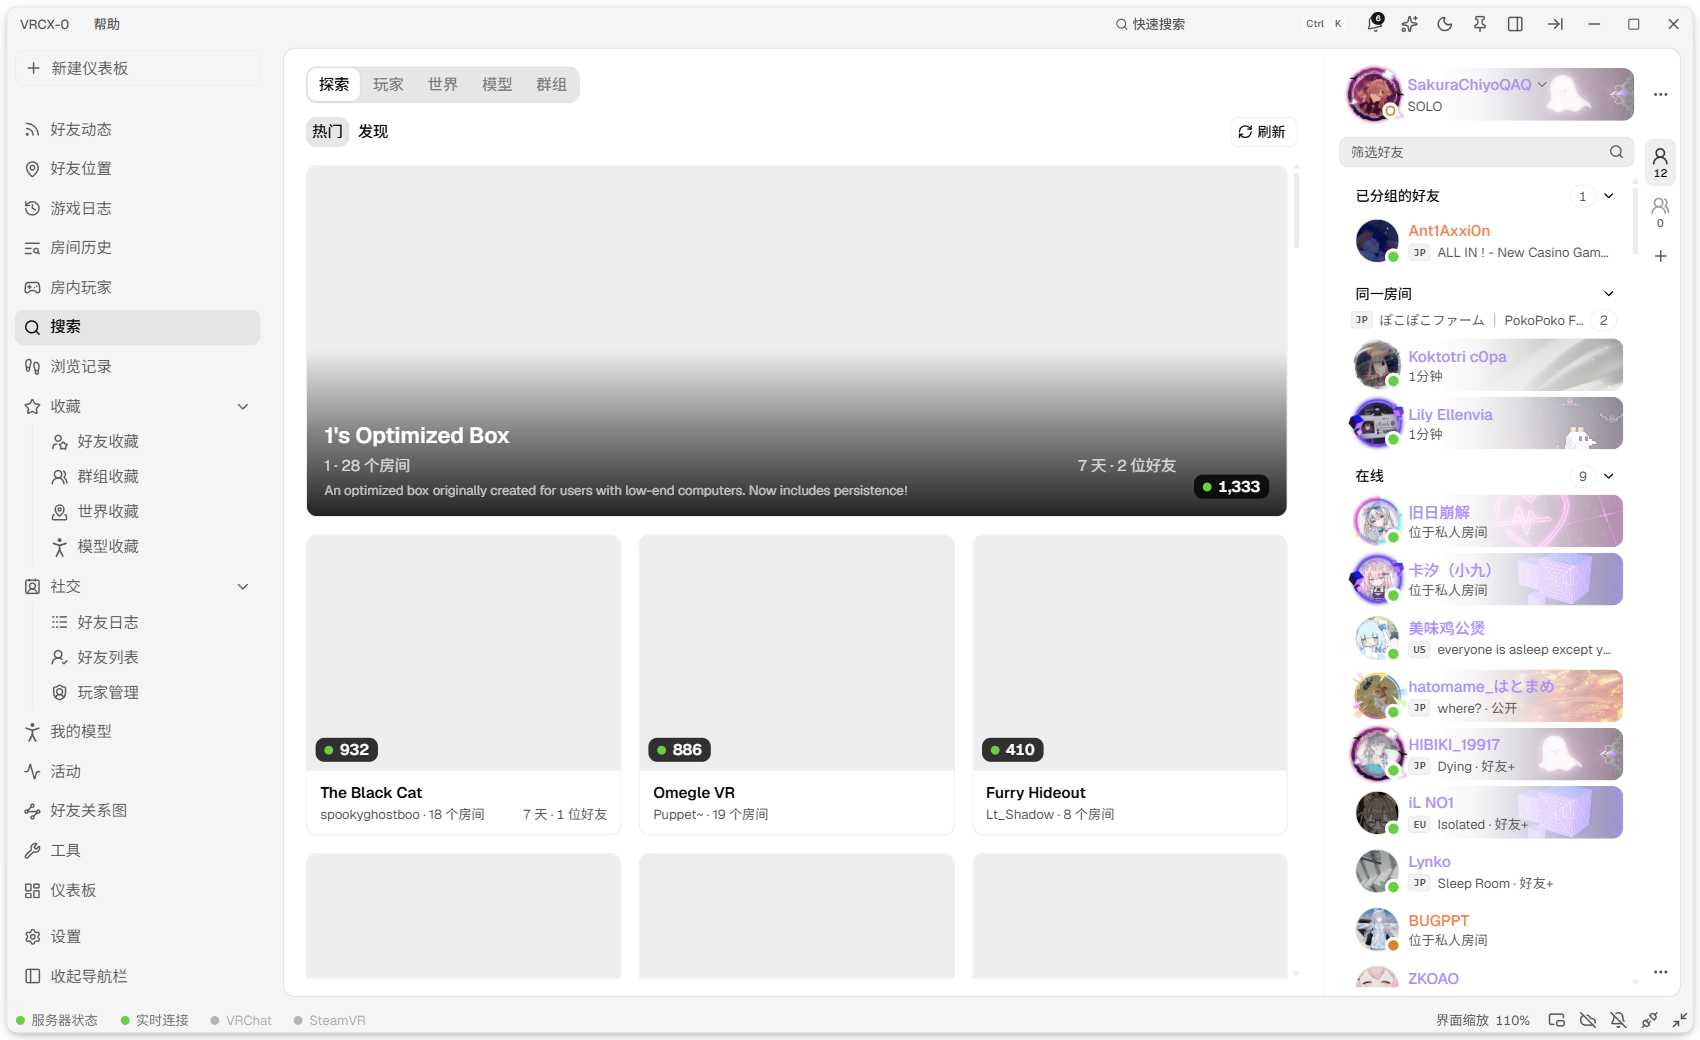 VRCX-0
帮助
快速搜索
Ctrl K
6
新建仪表板
好友动态
好友位置
游戏日志
房间历史
房内玩家
搜索
浏览记录
收藏
好友收藏
群组收藏
世界收藏
模型收藏
社交
好友日志
好友列表
玩家管理
我的模型
活动
好友关系图
工具
仪表板
设置
收起导航栏
探索 玩家 世界 模型 群组
热门 发现
刷新
1's Optimized Box
1 · 28 个房间
7 天 · 2 位好友
An optimized box originally created for users with low-end computers. Now includes persistence!
1,333
932
The Black Cat
spookyghostboo · 18 个房间
7 天 · 1 位好友
886
Omegle VR
Puppet~ · 19 个房间
410
Furry Hideout
Lt_Shadow · 8 个房间
SakuraChiyoQAQ
SOLO
筛选好友
12
0
已分组的好友
1
Ant1Axxi0n
JP ALL IN ! - New Casino Gam...
同一房间
JP ぽこぽこファーム | PokoPoko F...
2
Koktotri c0pa
1分钟
Lily Ellenvia
1分钟
在线
9
旧日崩解
位于私人房间
卡汐（小九）
位于私人房间
美味鸡公煲
US everyone is asleep except y...
hatomame_はとまめ
JP where? · 公开
HIBIKI_19917
JP Dying · 好友+
iL NO1
EU Isolated · 好友+
Lynko
JP Sleep Room · 好友+
BUGPPT
位于私人房间
ZKOAO
服务器状态
实时连接
VRChat
SteamVR
界面缩放 110%